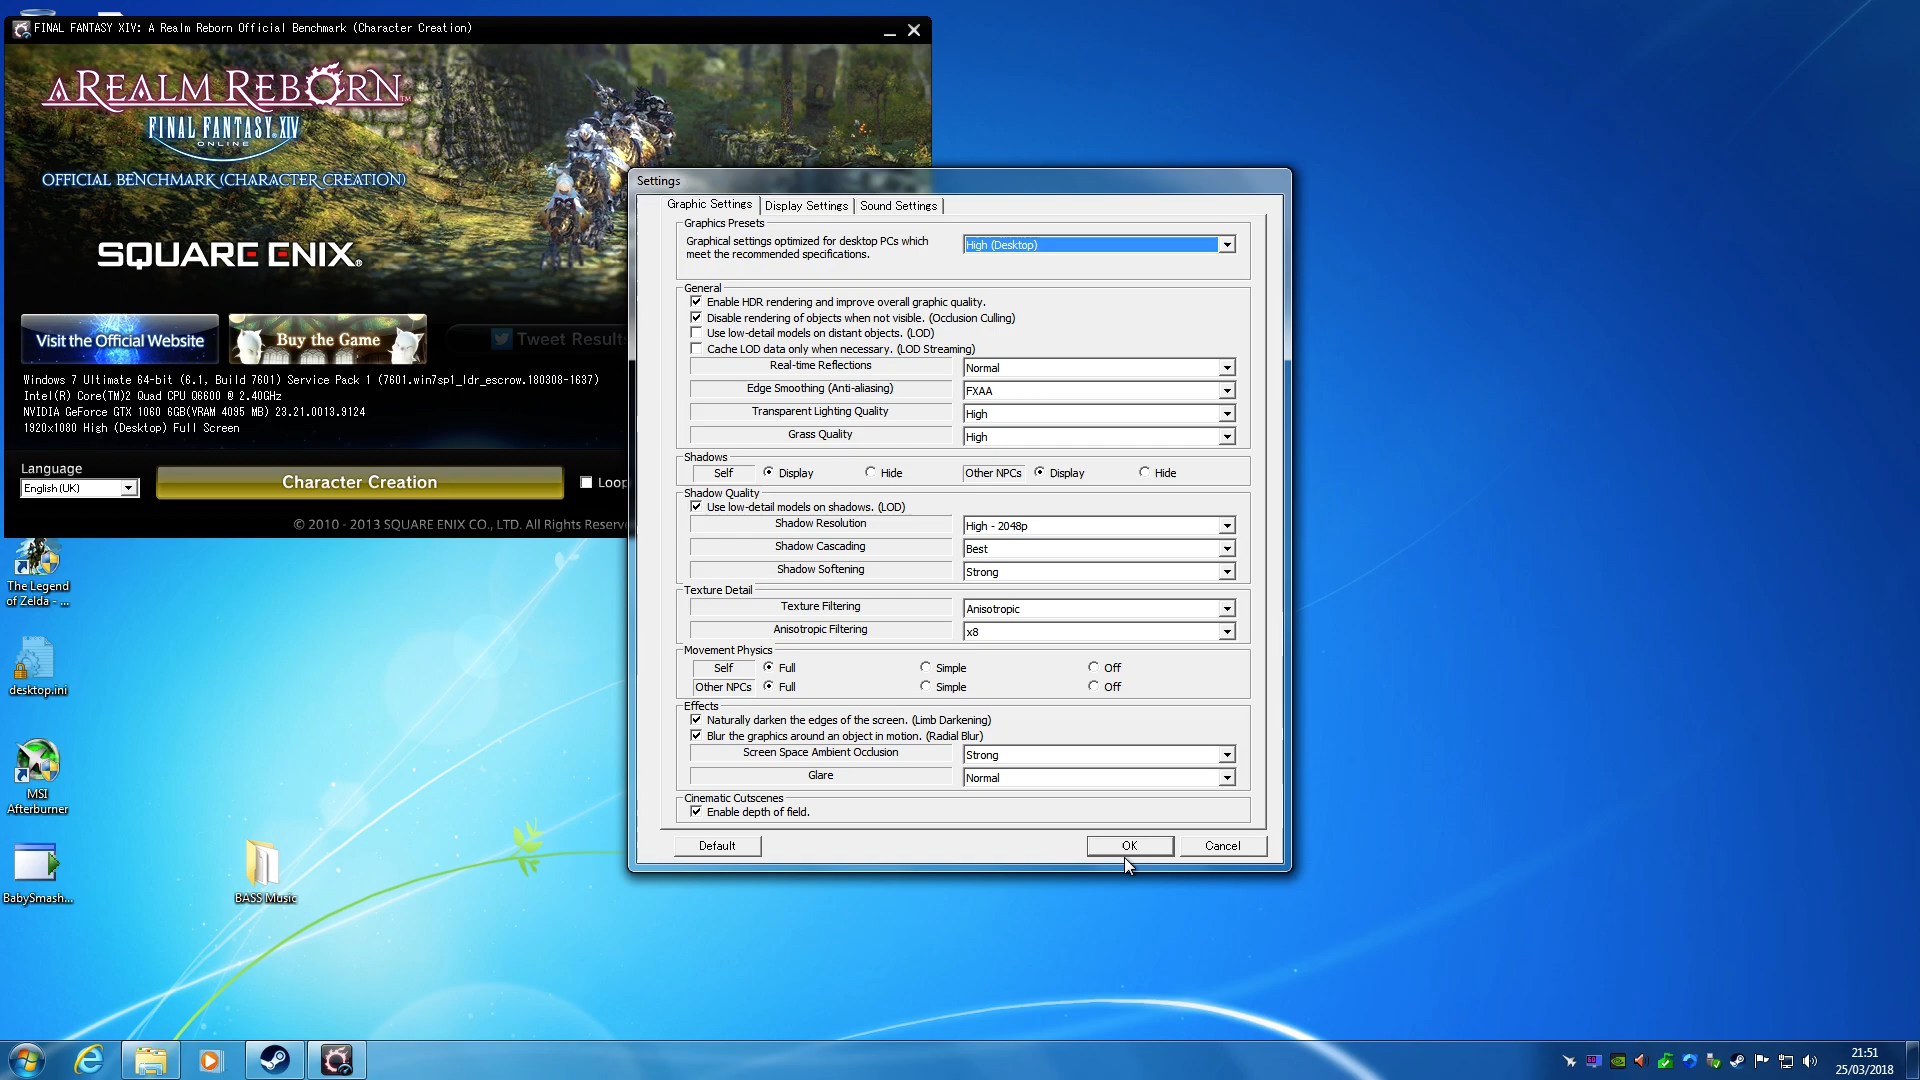 FINAL FANTASY XIV: A Realm Reborn Official Benchmark (Character Creation)
A REALM REBORN
FINAL FANTASY XIV
ONLINE
OFFICIAL BENCHMARK (CHARACTER CREATION)
SQUARE ENIX.
Visit the Official Website
Buy the Game
Tweet Results
Windows 7 Ultimate 64-bit (6.1, Build 7601) Service Pack 1 (7601.win7sp1_ldr_escrow.180308-1637)
Intel(R) Core(TM)2 Quad CPU Q6600 @ 2.40GHz
NVIDIA GeForce GTX 1060 6GB(VRAM 4095 MB) 23.21.0013.9124
1920x1080 High (Desktop) Full Screen
Language
English(UK)
Character Creation
Loop
© 2010 - 2013 SQUARE ENIX CO., LTD. All Rights Reserv
Settings
Graphic Settings
Display Settings
Sound Settings
Graphics Presets
Graphical settings optimized for desktop PCs which
meet the recommended specifications.
High (Desktop)
General
Enable HDR rendering and improve overall graphic quality.
Disable rendering of objects when not visible. (Occlusion Culling)
Use low-detail models on distant objects. (LOD)
Cache LOD data only when necessary. (LOD Streaming)
Real-time Reflections Normal
Edge Smoothing (Anti-aliasing) FXAA
Transparent Lighting Quality High
Grass Quality High
Shadows
Self Display Hide Other NPCs Display Hide
Shadow Quality
Use low-detail models on shadows. (LOD)
Shadow Resolution High - 2048p
Shadow Cascading Best
Shadow Softening Strong
Texture Detail
Texture Filtering Anisotropic
Anisotropic Filtering x8
Movement Physics
Self Full Simple Off
Other NPCs Full Simple Off
Effects
Naturally darken the edges of the screen. (Limb Darkening)
Blur the graphics around an object in motion. (Radial Blur)
Screen Space Ambient Occlusion Strong
Glare Normal
Cinematic Cutscenes
Enable depth of field.
Default OK Cancel
The Legend
of Zelda - ...
desktop.ini
MSI
Afterburner
BabySmash...
BASS Music
21:51
25/03/2018